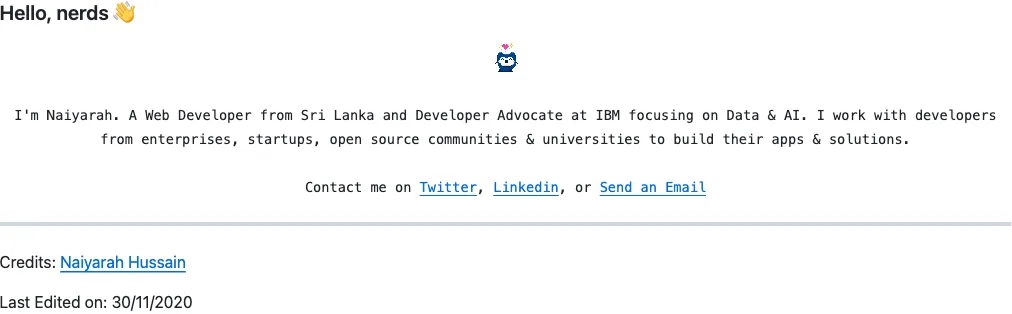 Hello, nerds 👋
I'm Naiyarah. A Web Developer from Sri Lanka and Developer Advocate at IBM focusing on Data & AI. I work with developers
from enterprises, startups, open source communities & universities to build their apps & solutions.
Contact me on Twitter, Linkedin, or Send an Email
Credits: Naiyarah Hussain
Last Edited on: 30/11/2020